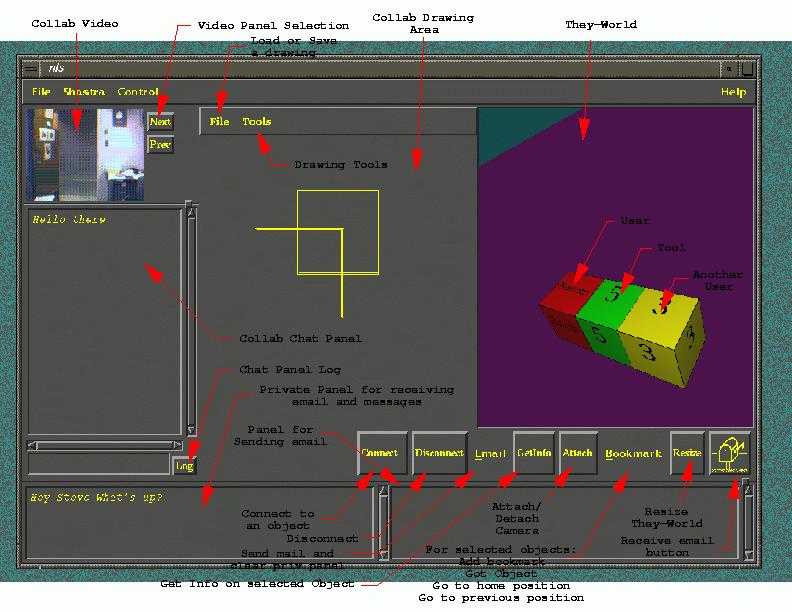 Collab Video
Video Panel Selection
Load or Save
a drawing
Collab Drawing
Area
They-World
rds
File Shastra Control
Help
Next
Prev
File Tools
Drawing Tools
Hello there
User
Tool
Another
User
5
3
5
3
Collab Chat Panel
Chat Panel Log
Private Panel for receiving
email and messages
Panel for
Sending email
Connect
Disconnect
Email
GetInfo
Attach
Bookmark
Resize
Log
Hey Steve What's up?
Connect to
an object
Disconnect
Send mail and
clear priv.panel
Get Info on selected Object
Attach/
Detach
Camera
For selected objects:
Add bookmark
Got Object
Go to home position
Go to previous position
Resize
They-World
Receive email
button